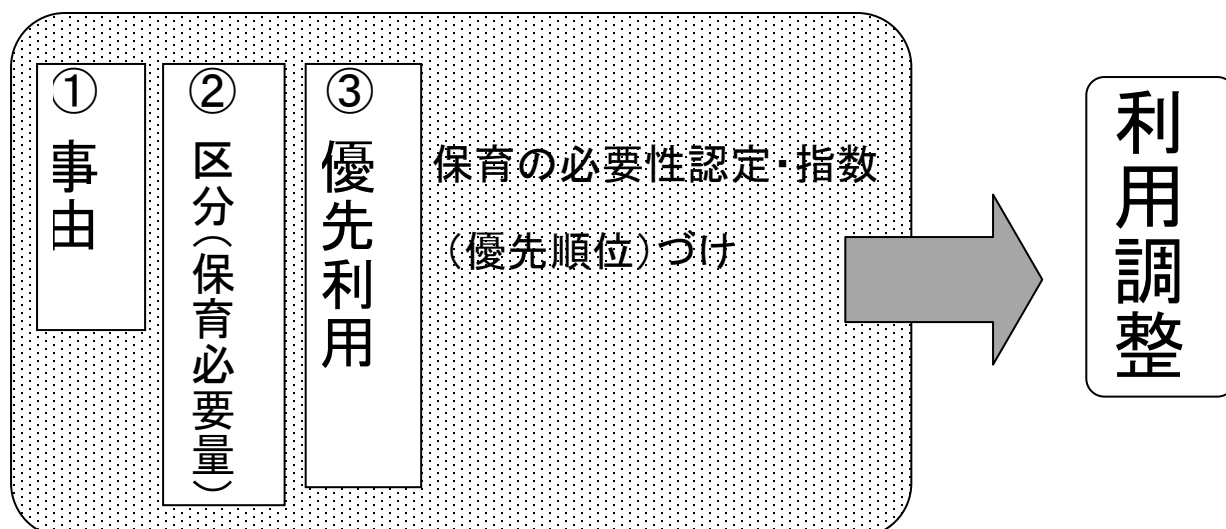 ①事由
②区分（保育必要量）
③優先利用
保育の必要性認定・指数
（優先順位）づけ
利用調整